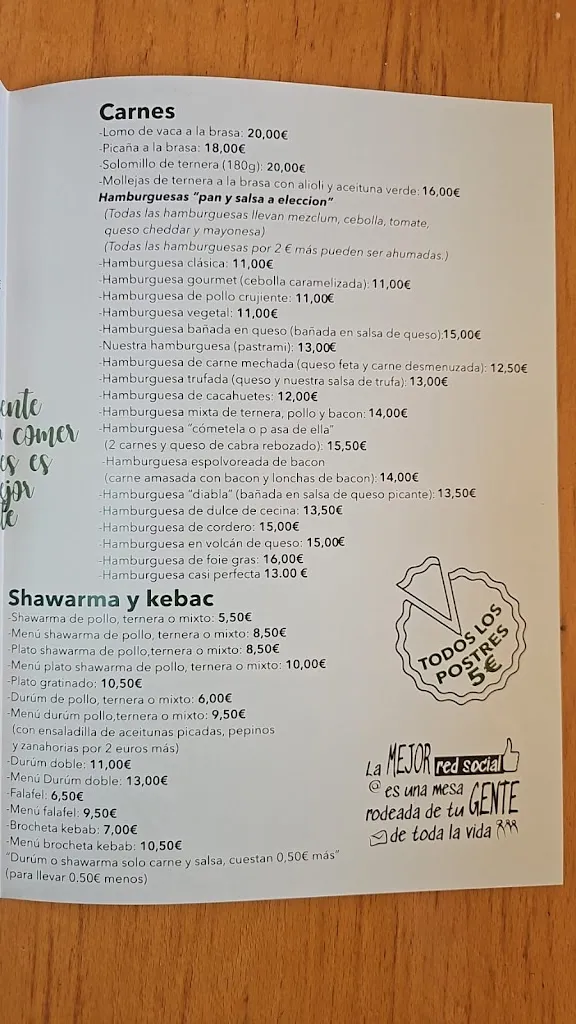 Carnes
-Lomo de vaca a la brasa: 20,00€
-Picaña a la brasa: 18,00€
-Solomillo de ternera (180g): 20,00€
-Mollejas de ternera a la brasa con alioli y aceituna verde: 16,00€
Hamburguesas "pan y salsa a eleccion"
(Todas las hamburguesas llevan mezclum, cebolla, tomate,
queso cheddar y mayonesa)
(Todas las hamburguesas por 2 € más pueden ser ahumadas.)
-Hamburguesa clásica: 11,00€
-Hamburguesa gourmet (cebolla caramelizada): 11,00€
-Hamburguesa de pollo crujiente: 11,00€
-Hamburguesa vegetal: 11,00€
-Hamburguesa bañada en queso (bañada en salsa de queso):15,00€
-Nuestra hamburguesa (pastrami): 13,00€
-Hamburguesa de carne mechada (queso feta y carne desmenuzada): 12,50€
-Hamburguesa trufada (queso y nuestra salsa de trufa): 13,00€
-Hamburguesa de cacahuetes: 12,00€
-Hamburguesa mixta de ternera, pollo y bacon: 14,00€
-Hamburguesa "cómetela o p asa de ella"
(2 carnes y queso de cabra rebozado): 15,50€
-Hamburguesa espolvoreada de bacon
(carne amasada con bacon y lonchas de bacon): 14,00€
-Hamburguesa "diabla" (bañada en salsa de queso picante): 13,50€
-Hamburguesa de dulce de cecina: 13,50€
-Hamburguesa de cordero: 15,00€
-Hamburguesa en volcán de queso: 15,00€
-Hamburguesa de foie gras: 16,00€
-Hamburguesa casi perfecta 13.00 €
Shawarma y kebac
-Shawarma de pollo, ternera o mixto: 5,50€
-Menú shawarma de pollo, ternera o mixto: 8,50€
-Plato shawarma de pollo,ternera o mixto: 8,50€
-Menú plato shawarma de pollo, ternera o mixto: 10,00€
-Plato gratinado: 10,50€
-Durúm de pollo, ternera o mixto: 6,00€
-Menú durúm pollo,ternera o mixto: 9,50€
(con ensaladilla de aceitunas picadas, pepinos
y zanahorias por 2 euros más)
-Durúm doble: 11,00€
-Menú Durúm doble: 13,00€
-Falafel: 6,50€
-Menú falafel: 9,50€
-Brocheta kebab: 7,00€
-Menú brocheta kebab: 10,50€
"Durúm o shawarma solo carne y salsa, cuestan 0,50€ más"
(para llevar 0.50€ menos)
TODOS LOS
POSTRES
5€
La MEJOR red social
@ es una mesa
rodeada de tu GENTE
de toda la vida
ente
comer
es es
jor
te